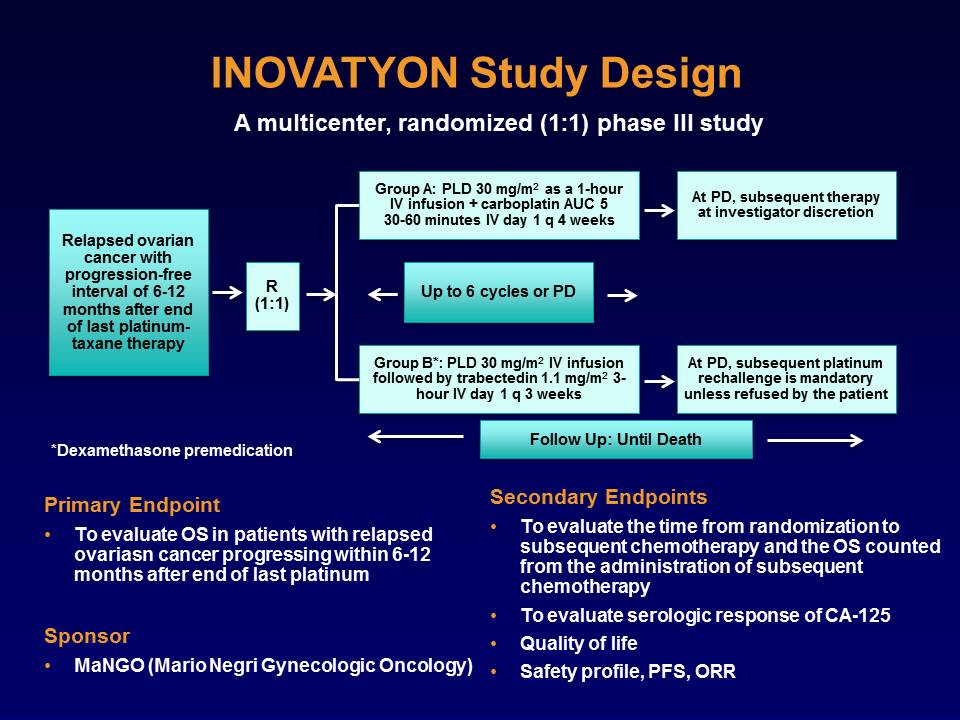 INOVATYON Study Design
A multicenter, randomized (1:1) phase III study
Relapsed ovarian
cancer with
progression-free
interval of 6-12
months after end
of last platinum-
taxane therapy
R
(1:1)
Group A: PLD 30 mg/m² as a 1-hour
IV infusion + carboplatin AUC 5
30-60 minutes IV day 1 q 4 weeks
At PD, subsequent therapy
at investigator discretion
Up to 6 cycles or PD
Group B*: PLD 30 mg/m² IV infusion
followed by trabectedin 1.1 mg/m² 3-
hour IV day 1 q 3 weeks
At PD, subsequent platinum
rechallenge is mandatory
unless refused by the patient
Follow Up: Until Death
*Dexamethasone premedication
Primary Endpoint
• To evaluate OS in patients with relapsed
ovariasn cancer progressing within 6-12
months after end of last platinum
Sponsor
• MaNGO (Mario Negri Gynecologic Oncology)
Secondary Endpoints
• To evaluate the time from randomization to
subsequent chemotherapy and the OS counted
from the administration of subsequent
chemotherapy
• To evaluate serologic response of CA-125
• Quality of life
• Safety profile, PFS, ORR